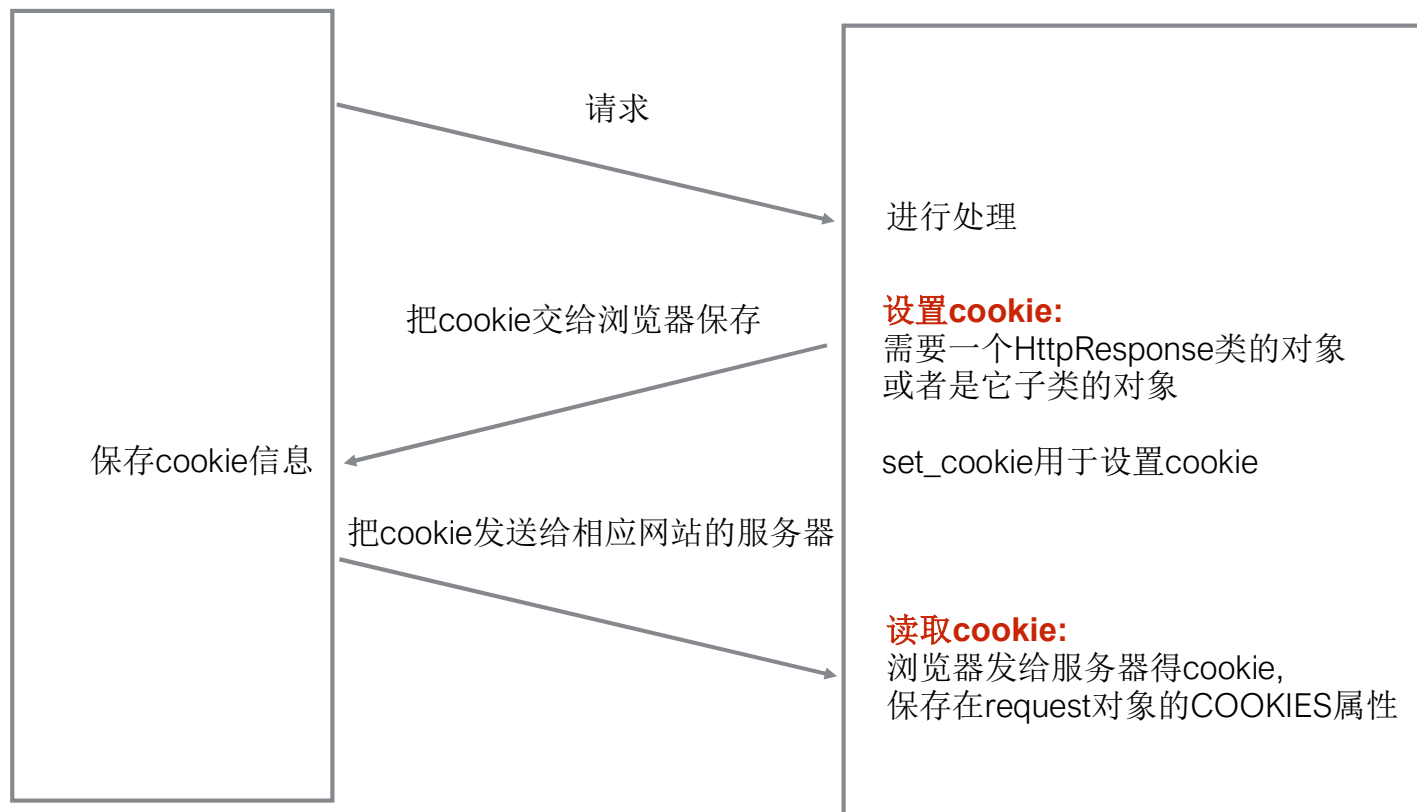 请求
进行处理
把cookie交给浏览器保存
设置cookie:
需要一个HttpResponse类的对象
或者是它子类的对象
保存cookie信息
set_cookie用于设置cookie
把cookie发送给相应网站的服务器
读取cookie:
浏览器发给服务器得cookie,
保存在request对象的COOKIES属性